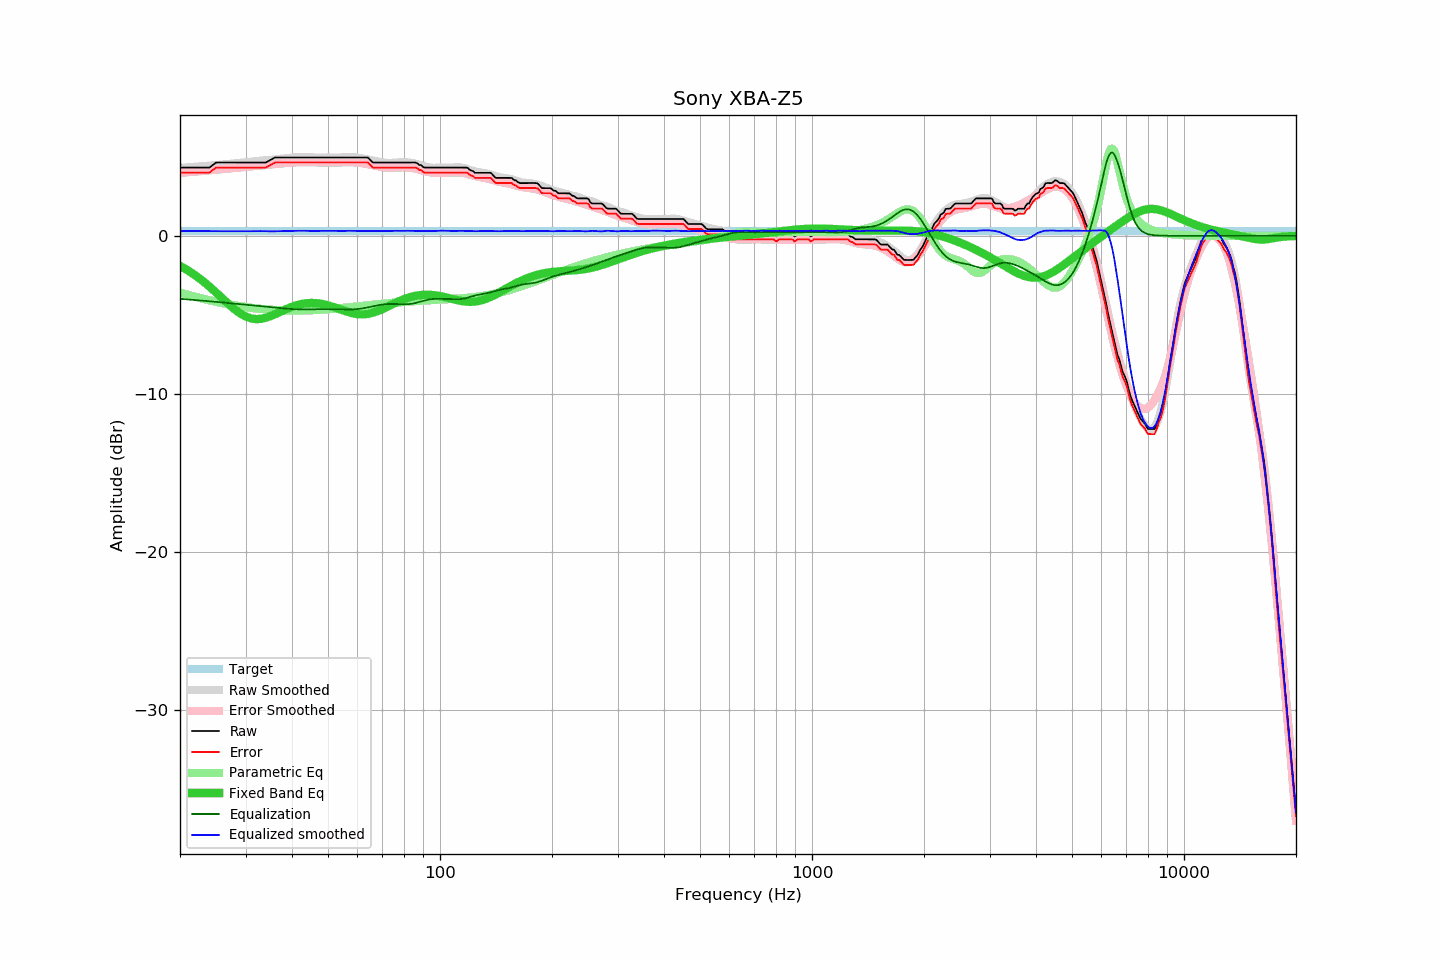 Sony XBA-Z5
0
−10
−20
−30
Amplitude (dBr)
Target
Raw Smoothed
Error Smoothed
Raw
Error
Parametric Eq
Fixed Band Eq
Equalization
Equalized smoothed
100
1000
10000
Frequency (Hz)